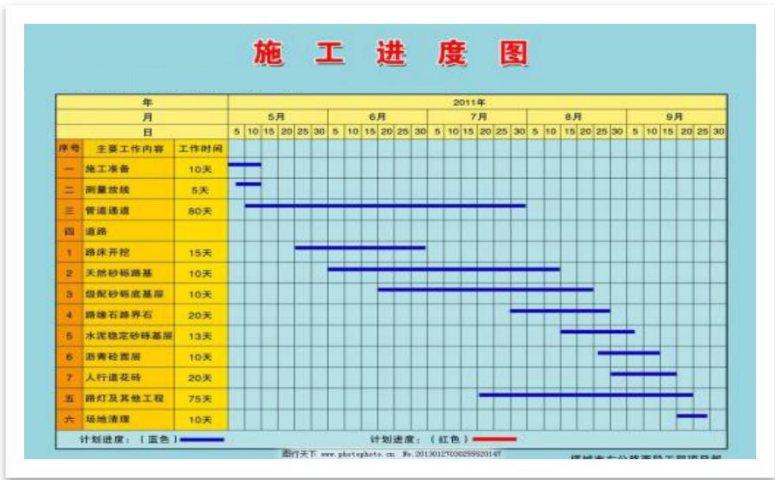 施工进度图
年 2011年
月 5月 6月 7月 8月 9月
日 5 10 15 20 25 30 5 10 15 20 25 30 5 10 15 20 25 30 5 10 15 20 25 30 5 10 15 20 25 30
序号 主要工作内容 工作时间
一 施工准备 10天
二 测量放线 5天
三 管道通道 80天
四 道路
1 路床开挖 15天
2 天然砂砾路基 10天
3 级配砂砾底基层 10天
4 路缘石路界石 20天
5 水泥稳定砂砾基层 13天
6 沥青砼面层 10天
7 人行道花砖 20天
五 路灯及其他工程 75天
六 场地清理 10天
计划进度：（蓝色） 计划进度：（红色）
图行天下 www.photophoto.cn No.20130127030259520147